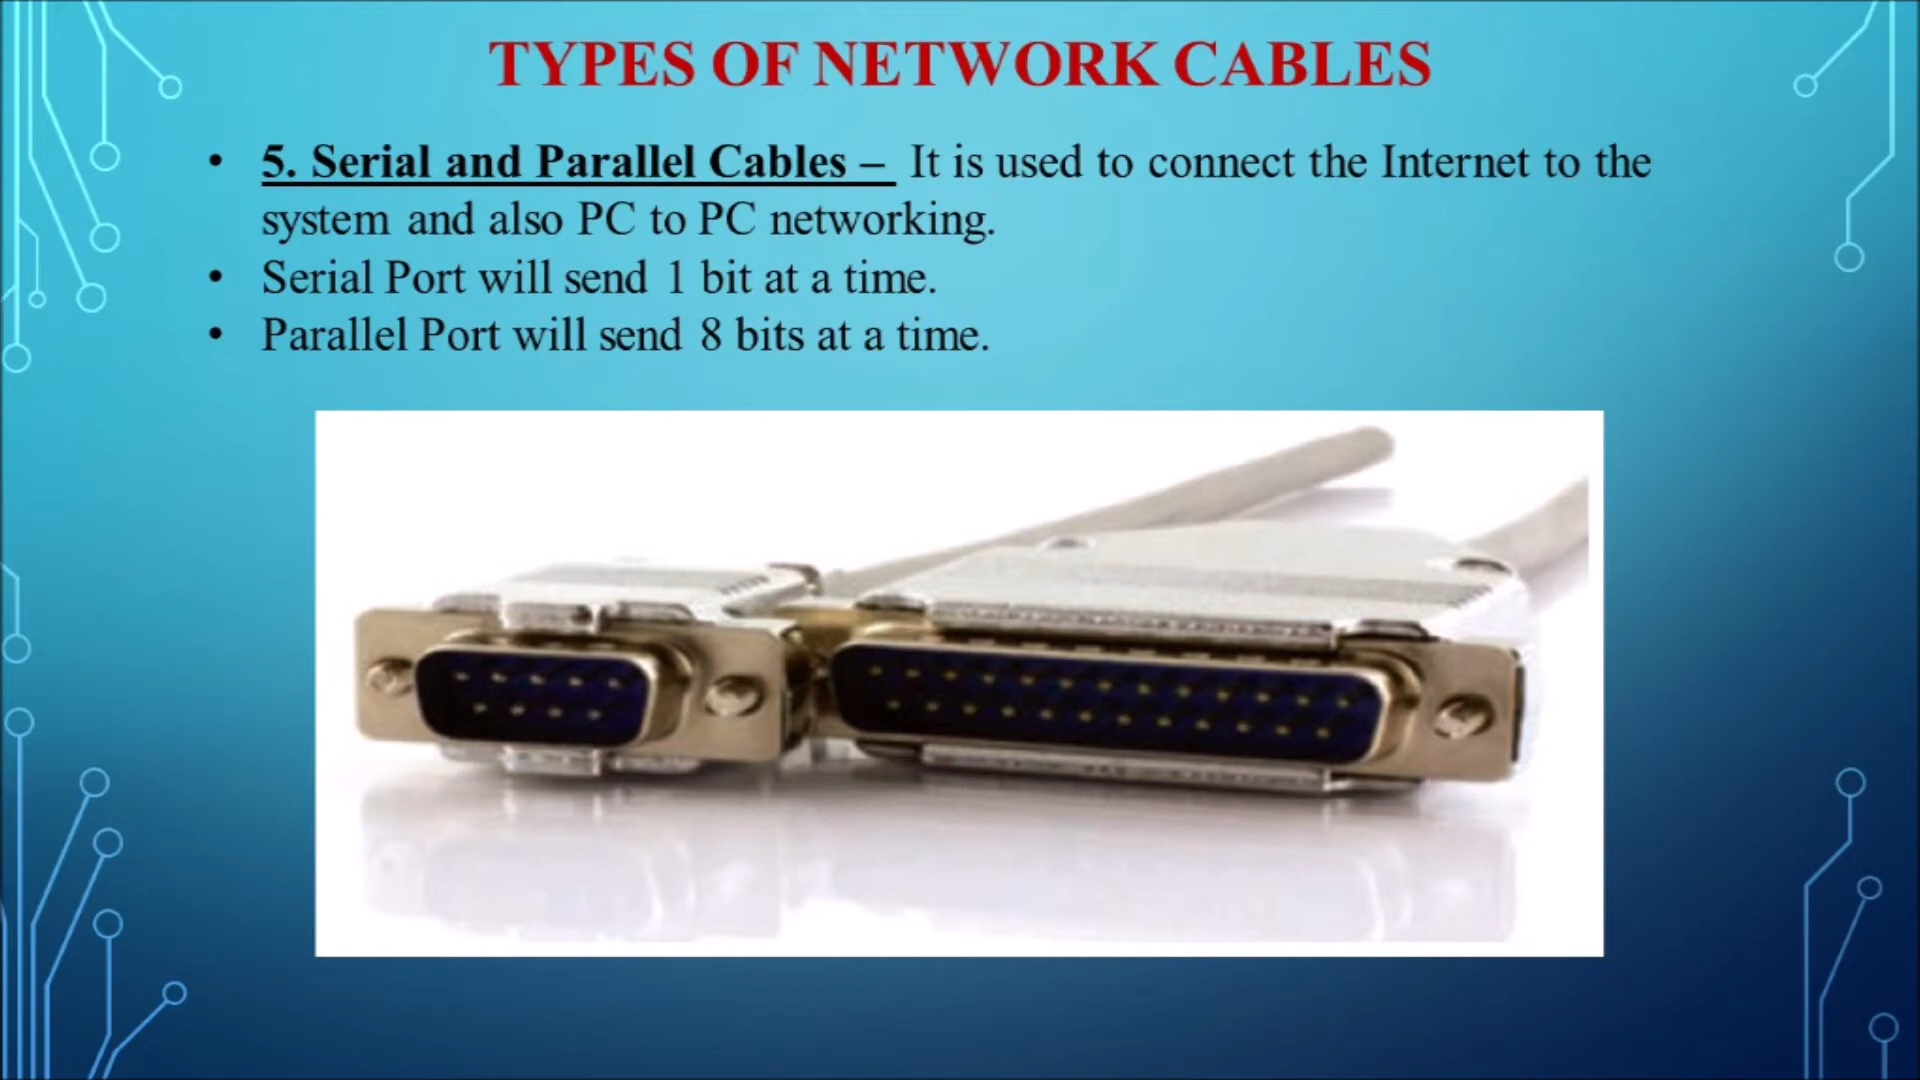 TYPES OF NETWORK CABLES
• 5. Serial and Parallel Cables – It is used to connect the Internet to the
system and also PC to PC networking.
• Serial Port will send 1 bit at a time.
• Parallel Port will send 8 bits at a time.